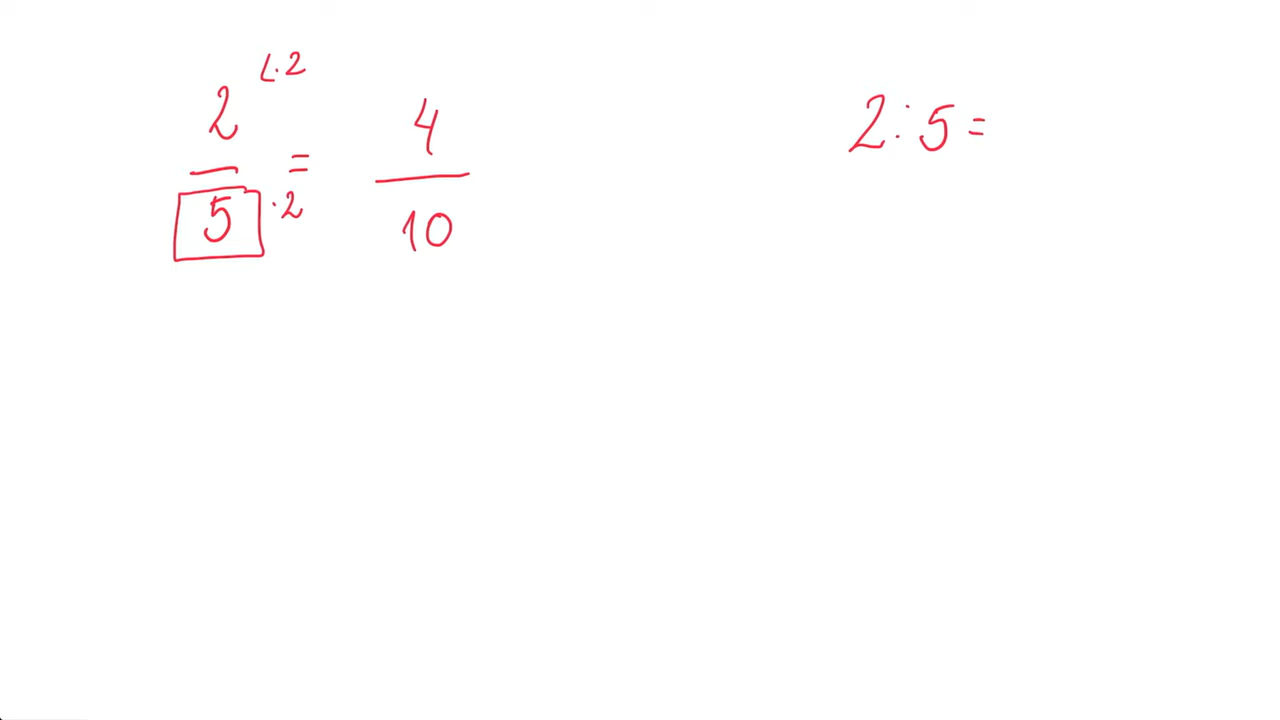 2 ·2 4
— = —
5 ·2 10
2:5=